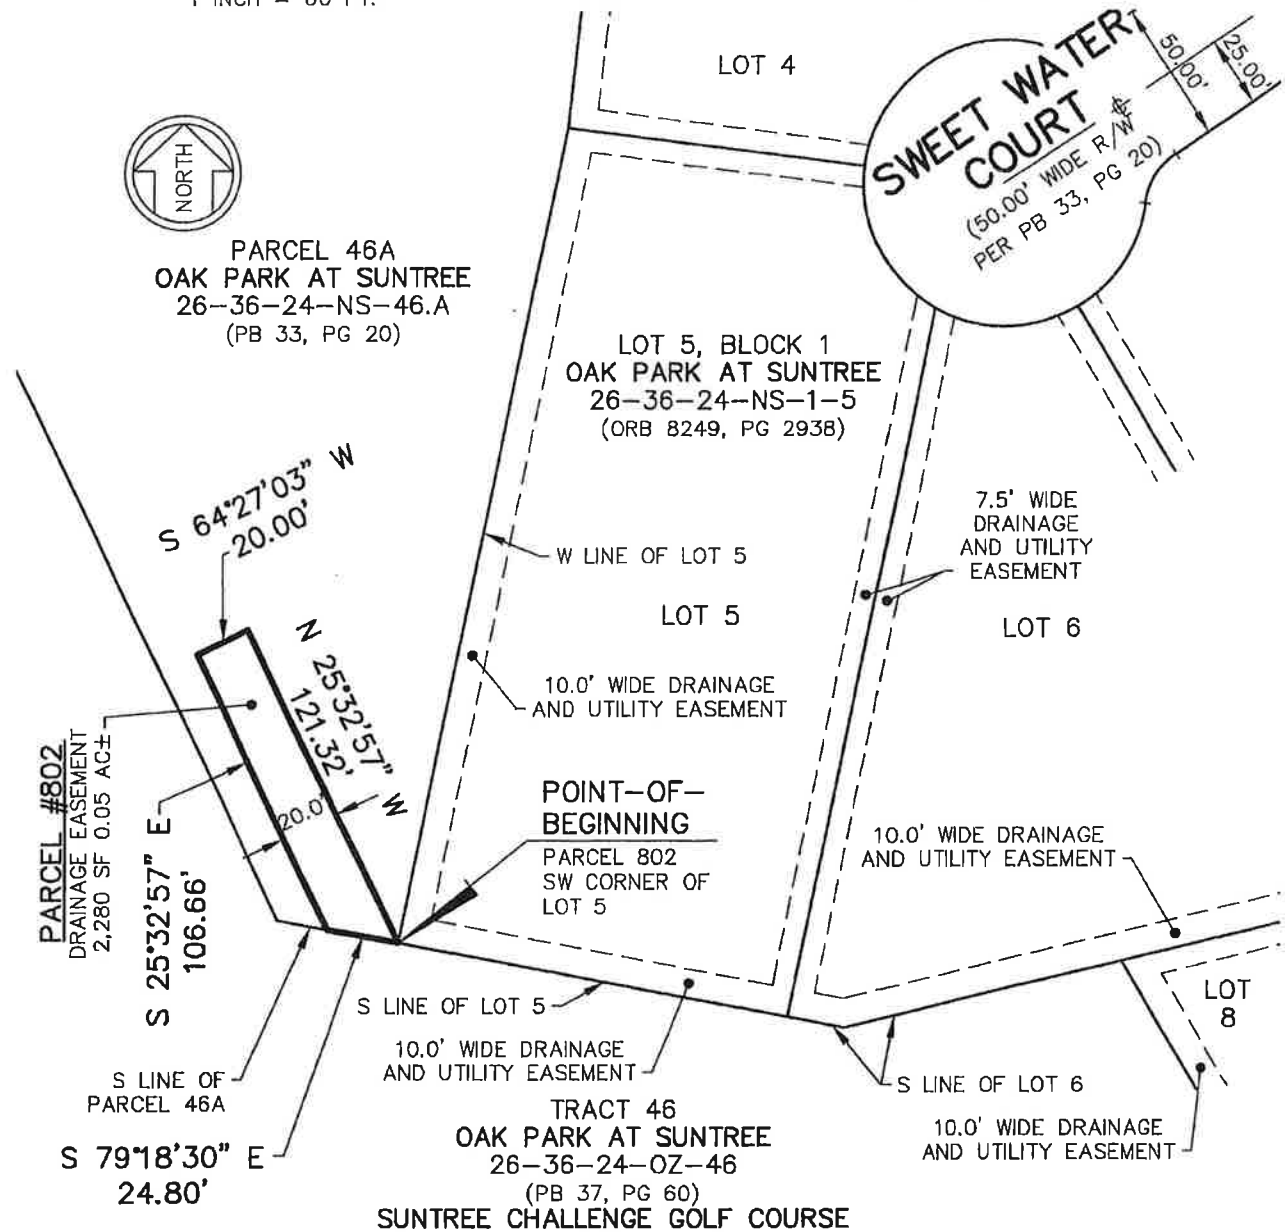 LOT 4
SWEET WATER
COURT
(50.00' WIDE R/W
PER PB 33, PG 20)
50.00'
25.00'
NORTH
PARCEL 46A
OAK PARK AT SUNTREE
26-36-24-NS-46.A
(PB 33, PG 20)
LOT 5, BLOCK 1
OAK PARK AT SUNTREE
26-36-24-NS-1-5
(ORB 8249, PG 2938)
S 64°27'03" W
20.00'
W LINE OF LOT 5
7.5' WIDE
DRAINAGE
AND UTILITY
EASEMENT
LOT 5
LOT 6
N 25°32'57" W
121.32'
10.0' WIDE DRAINAGE
AND UTILITY EASEMENT
PARCEL #802
DRAINAGE EASEMENT
2,280 SF 0.05 AC±
20.0'
S 25°32'57" E
106.66'
POINT-OF-
BEGINNING
PARCEL 802
SW CORNER OF
LOT 5
10.0' WIDE DRAINAGE
AND UTILITY EASEMENT
LOT
8
S LINE OF LOT 5
10.0' WIDE DRAINAGE
AND UTILITY EASEMENT
S LINE OF
PARCEL 46A
S LINE OF LOT 6
S 79°18'30" E
24.80'
TRACT 46
OAK PARK AT SUNTREE
26-36-24-OZ-46
(PB 37, PG 60)
SUNTREE CHALLENGE GOLF COURSE
10.0' WIDE DRAINAGE
AND UTILITY EASEMENT